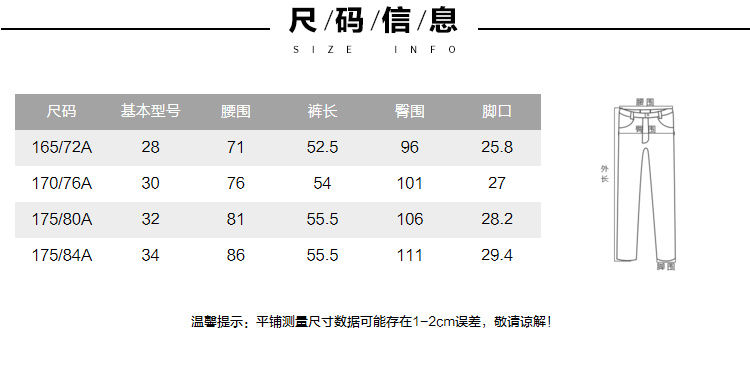 尺/码/信/息
SIZE INFO
尺码 基本型号 腰围 裤长 臀围 脚口
165/72A 28 71 52.5 96 25.8
170/76A 30 76 54 101 27
175/80A 32 81 55.5 106 28.2
175/84A 34 86 55.5 111 29.4
腰围
臀围
外长
脚围
温馨提示：平铺测量尺寸数据可能存在1-2cm误差，敬请谅解！